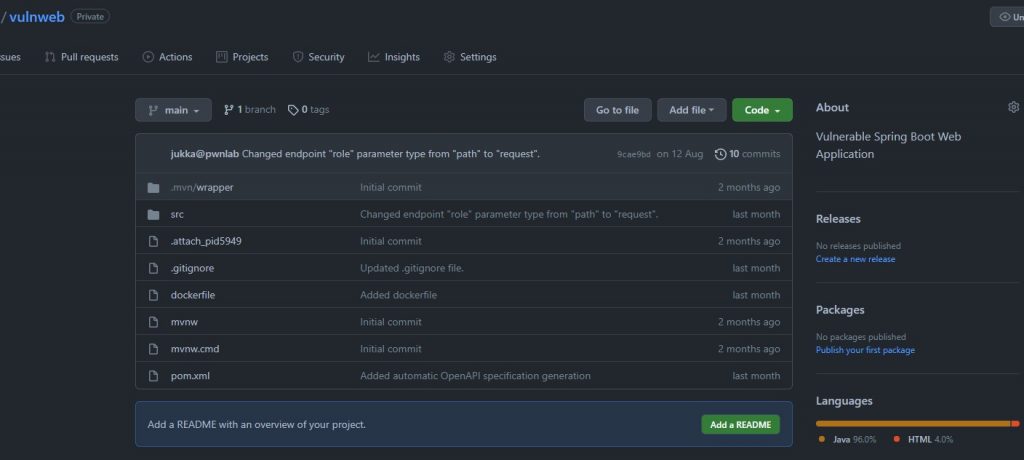 / vulnweb Private
Un
ssues Pull requests Actions Projects Security Insights Settings
main 1 branch 0 tags Go to file Add file Code
jukka@pwnlab Changed endpoint "role" parameter type from "path" to "request". 9cae9bd on 12 Aug 10 commits
.mvn/wrapper Initial commit 2 months ago
src Changed endpoint "role" parameter type from "path" to "request". last month
.attach_pid5949 Initial commit 2 months ago
.gitignore Updated .gitignore file. last month
dockerfile Added dockerfile last month
mvnw Initial commit 2 months ago
mvnw.cmd Initial commit 2 months ago
pom.xml Added automatic OpenAPI specification generation last month
Add a README with an overview of your project. Add a README
About
Vulnerable Spring Boot Web
Application
Releases
No releases published
Create a new release
Packages
No packages published
Publish your first package
Languages
Java 96.0% HTML 4.0%